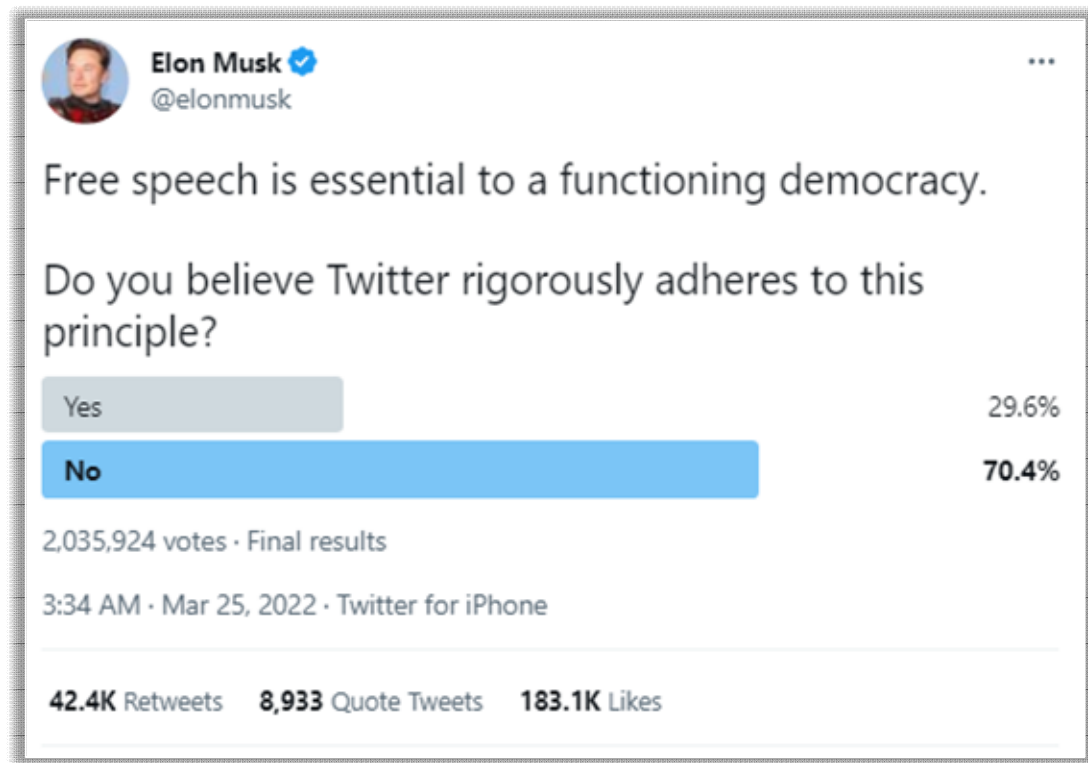 Elon Musk
@elonmusk
Free speech is essential to a functioning democracy.
Do you believe Twitter rigorously adheres to this
principle?
Yes 29.6%
No 70.4%
2,035,924 votes · Final results
3:34 AM · Mar 25, 2022 · Twitter for iPhone
42.4K Retweets 8,933 Quote Tweets 183.1K Likes